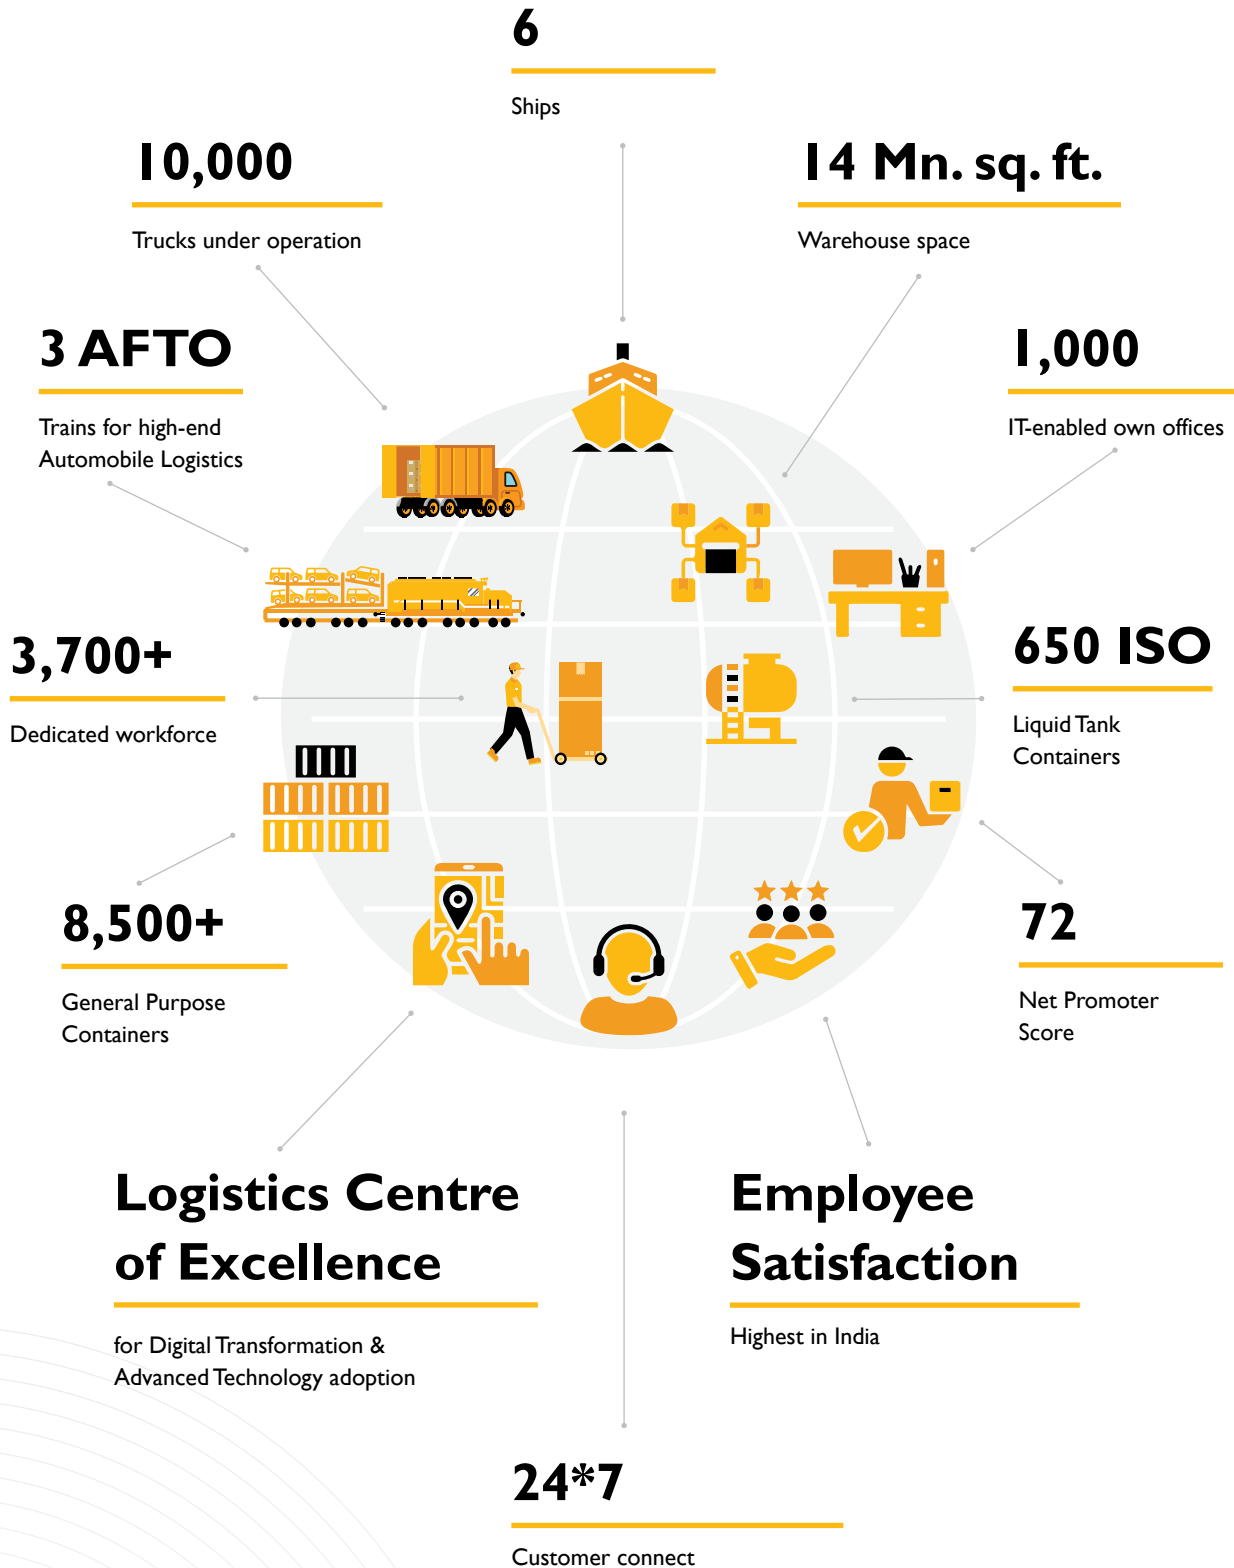 6
Ships
10,000
Trucks under operation
14 Mn. sq. ft.
Warehouse space
3 AFTO
Trains for high-end
Automobile Logistics
1,000
IT-enabled own offices
3,700+
Dedicated workforce
650 ISO
Liquid Tank
Containers
8,500+
General Purpose
Containers
72
Net Promoter
Score
Logistics Centre
of Excellence
for Digital Transformation &
Advanced Technology adoption
Employee
Satisfaction
Highest in India
24*7
Customer connect